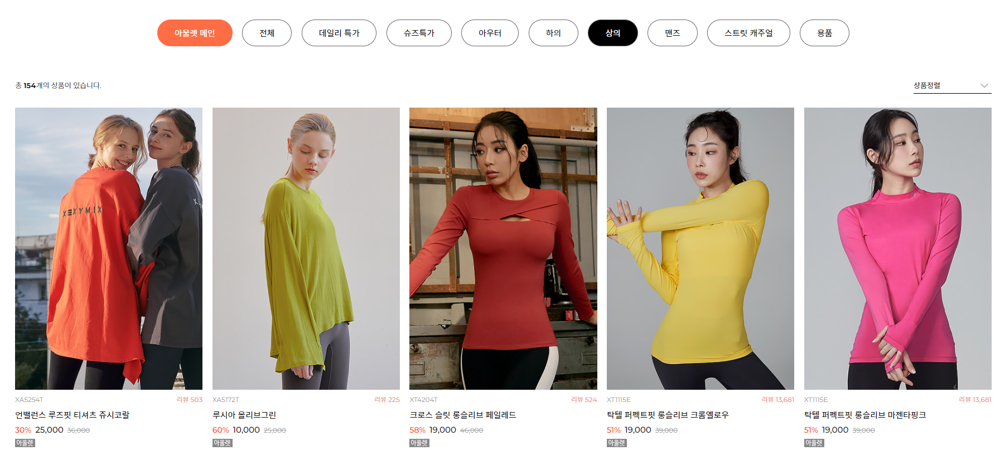 아울렛 메인 전체 데일리 특가 슈즈특가 아우터 하의 상의 맨즈 스트릿 캐주얼 용품
총 154개의 상품이 있습니다. 상품정렬
XEXYMIX
XA5254T 리뷰 503
언밸런스 루즈핏 티셔츠 쥬시코랄
30% 25,000 36,000
아울렛
XA5172T 리뷰 225
루시아 올리브그린
60% 10,000 25,000
아울렛
XT4204T 리뷰 524
크로스 슬릿 롱슬리브 페일레드
58% 19,000 46,000
아울렛
XT1115E 리뷰 13,681
탁텔 퍼펙트핏 롱슬리브 크롬옐로우
51% 19,000 39,000
아울렛
XT1115E 리뷰 13,681
탁텔 퍼펙트핏 롱슬리브 마젠타핑크
51% 19,000 39,000
아울렛